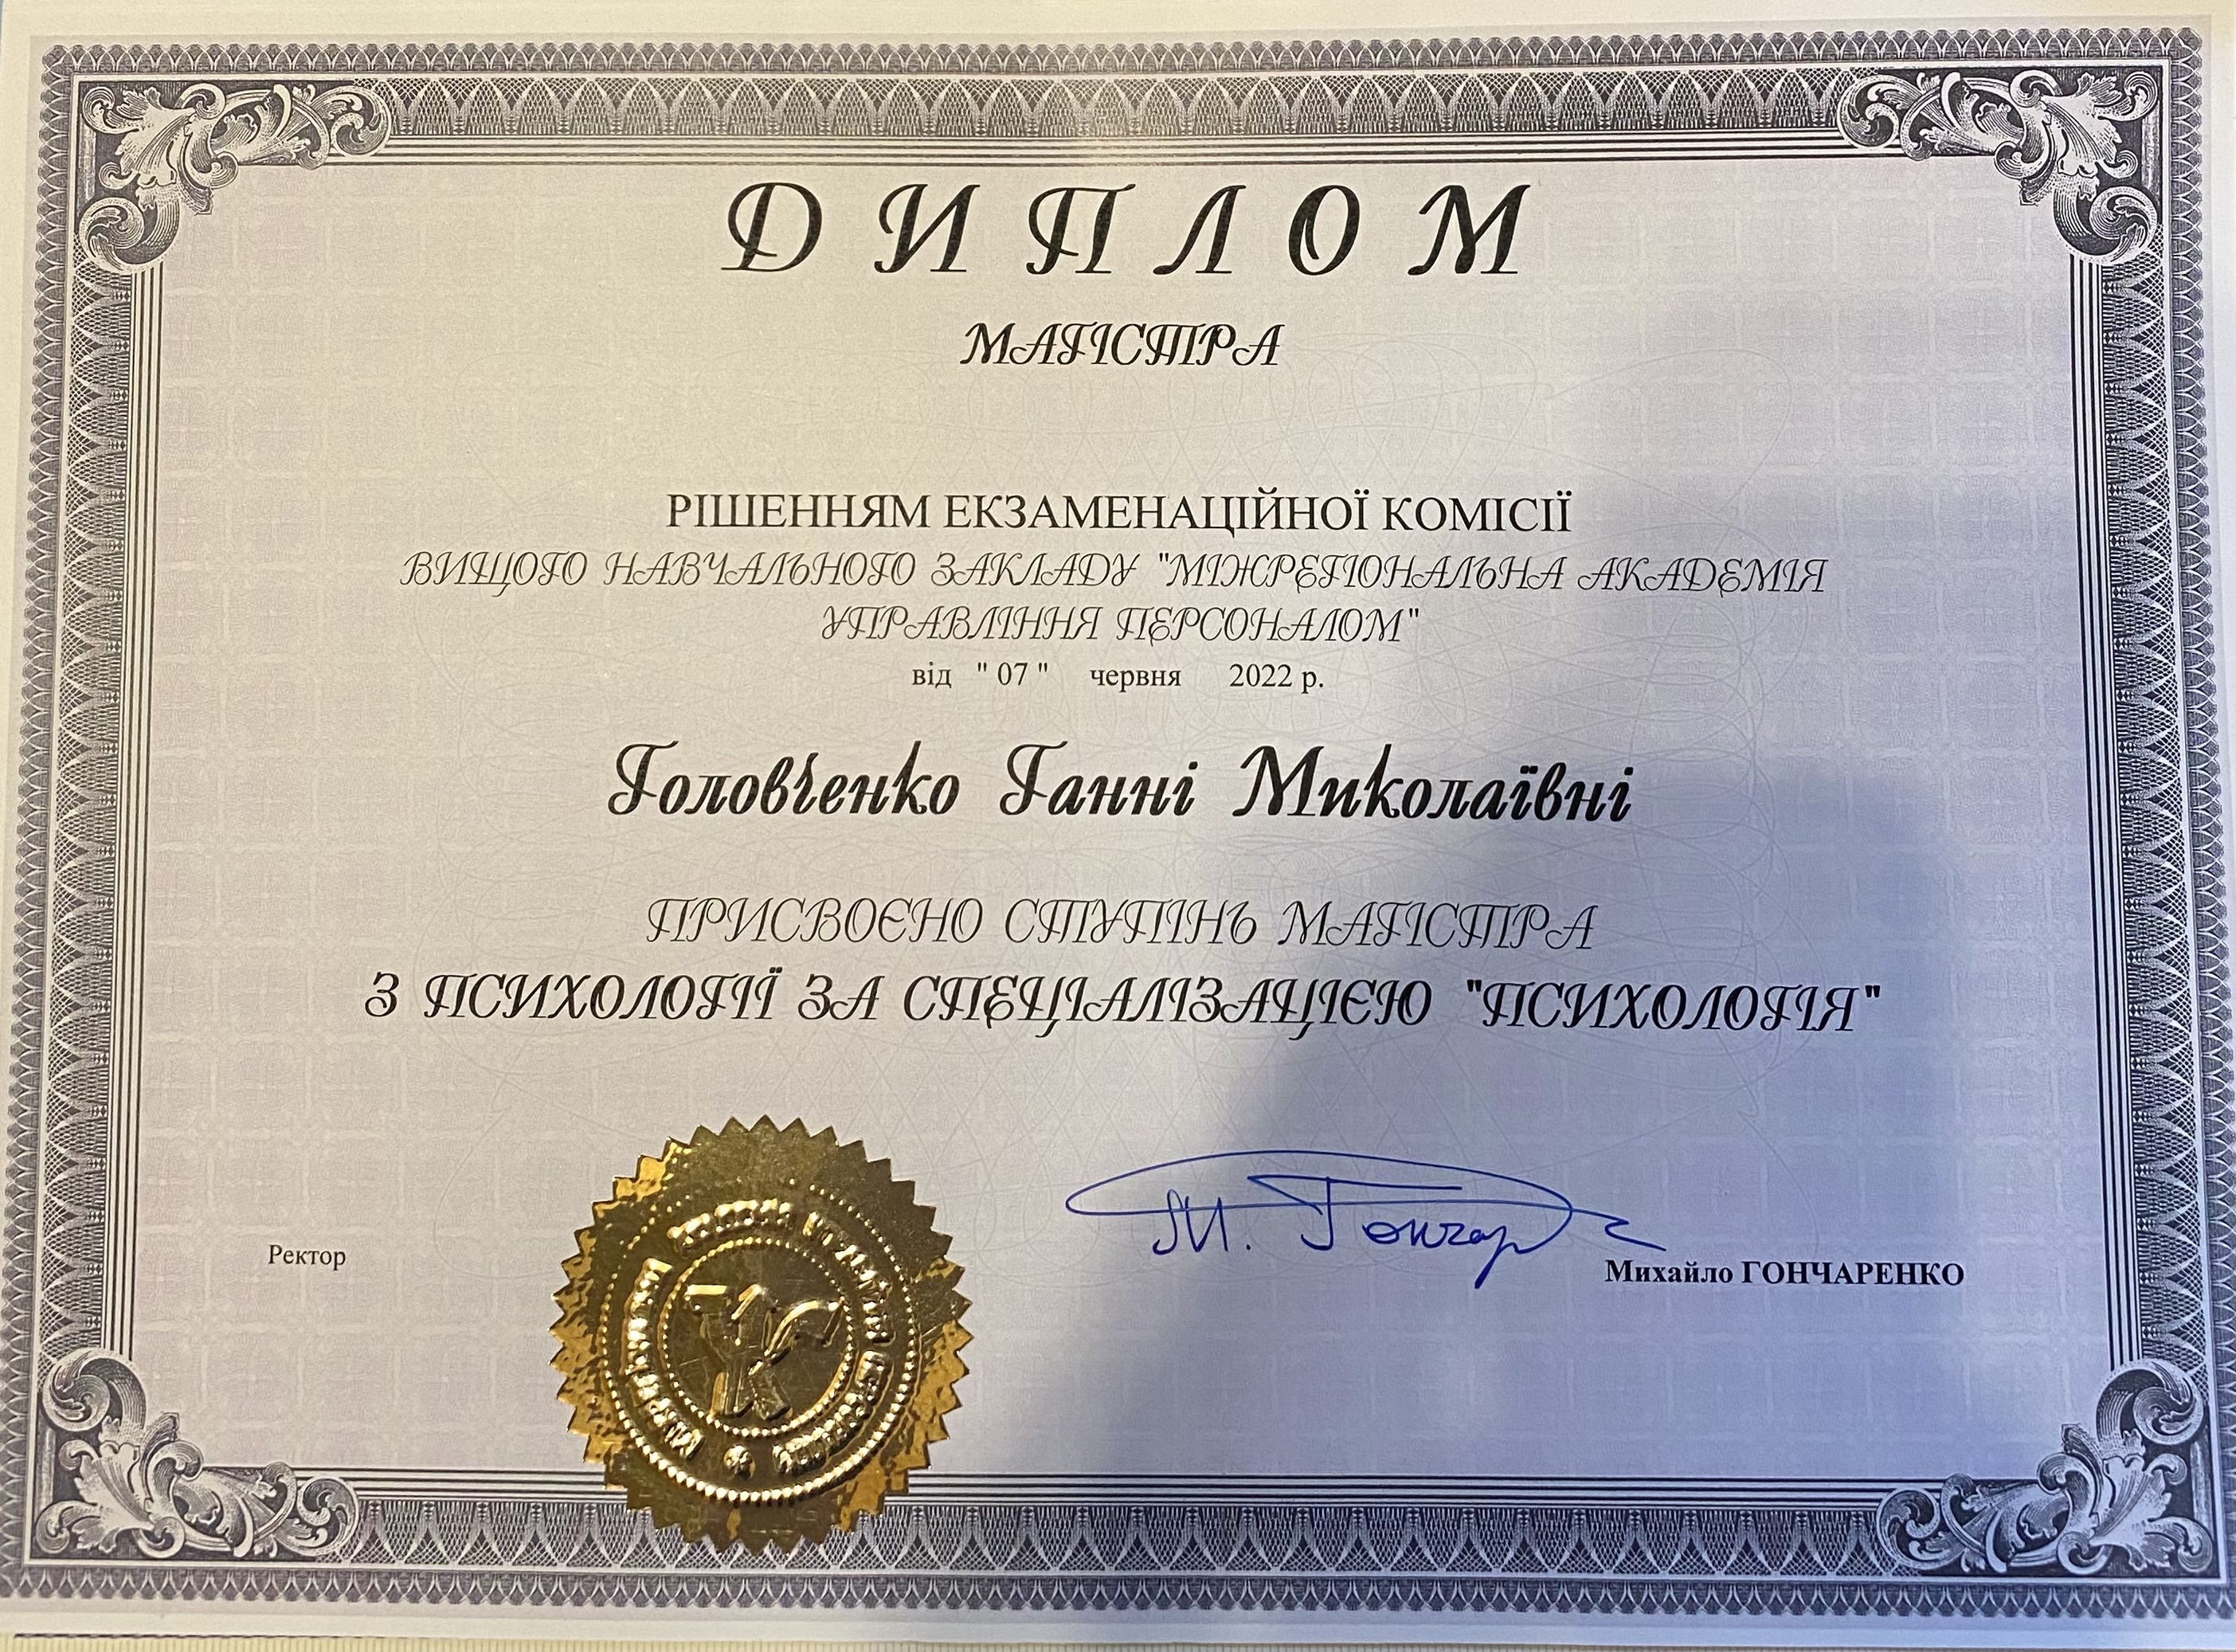 ДИПЛОМ
МАГІСТРА
РІШЕННЯМ ЕКЗАМЕНАЦІЙНОЇ КОМІСІЇ
ВИЩОГО НАВЧАЛЬНОГО ЗАКЛАДУ "МІЖРЕГІОНАЛЬНА АКАДЕМІЯ
УПРАВЛІННЯ ПЕРСОНАЛОМ"
від " 07 " червня 2022 р.
Головченко Ганні Миколаївні
ПРИСВОЄНО СТУПІНЬ МАГІСТРА
З ПСИХОЛОГІЇ ЗА СПЕЦІАЛІЗАЦІЄЮ "ПСИХОЛОГІЯ"
М. Гончар
Ректор
Михайло ГОНЧАРЕНКО